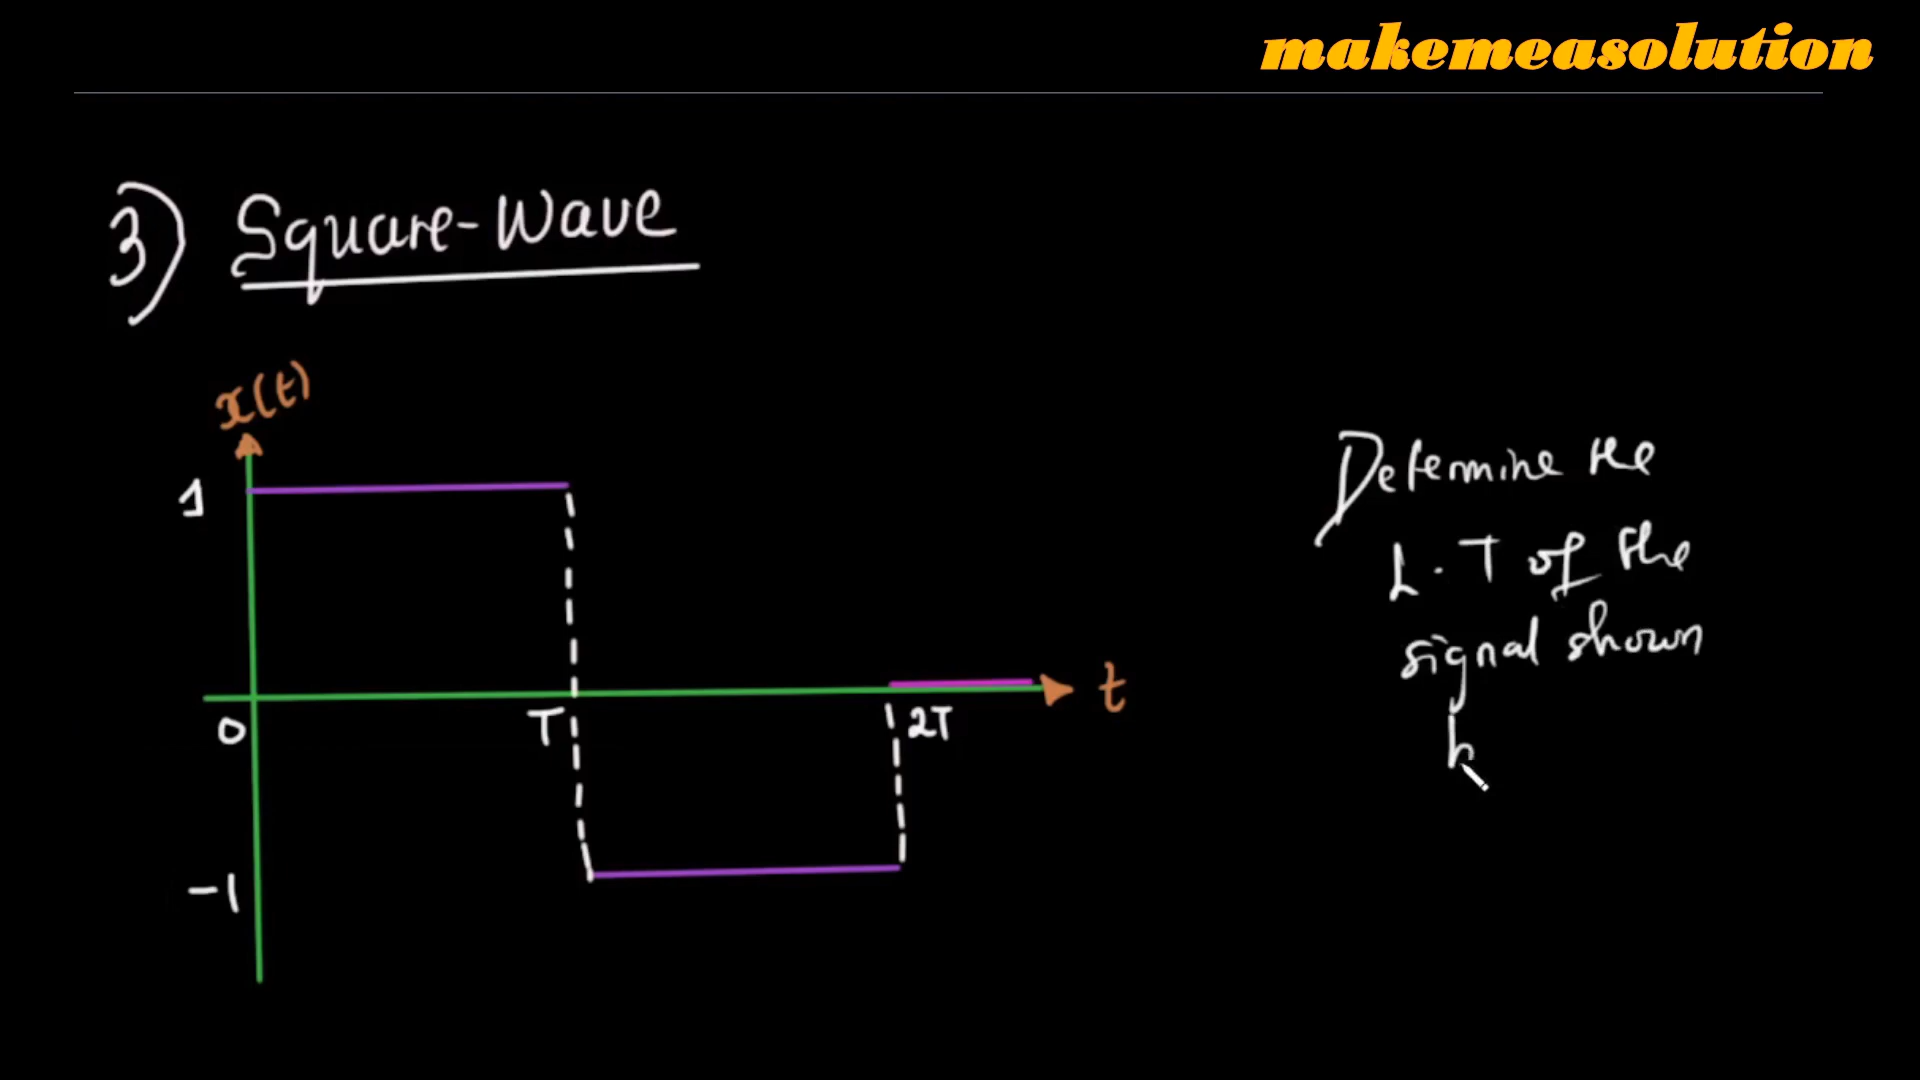 makemeasolution
3) Square-Wave
x(t)
1
Determine the
L.T of the
signal shown
h
0
T
2T
t
-1